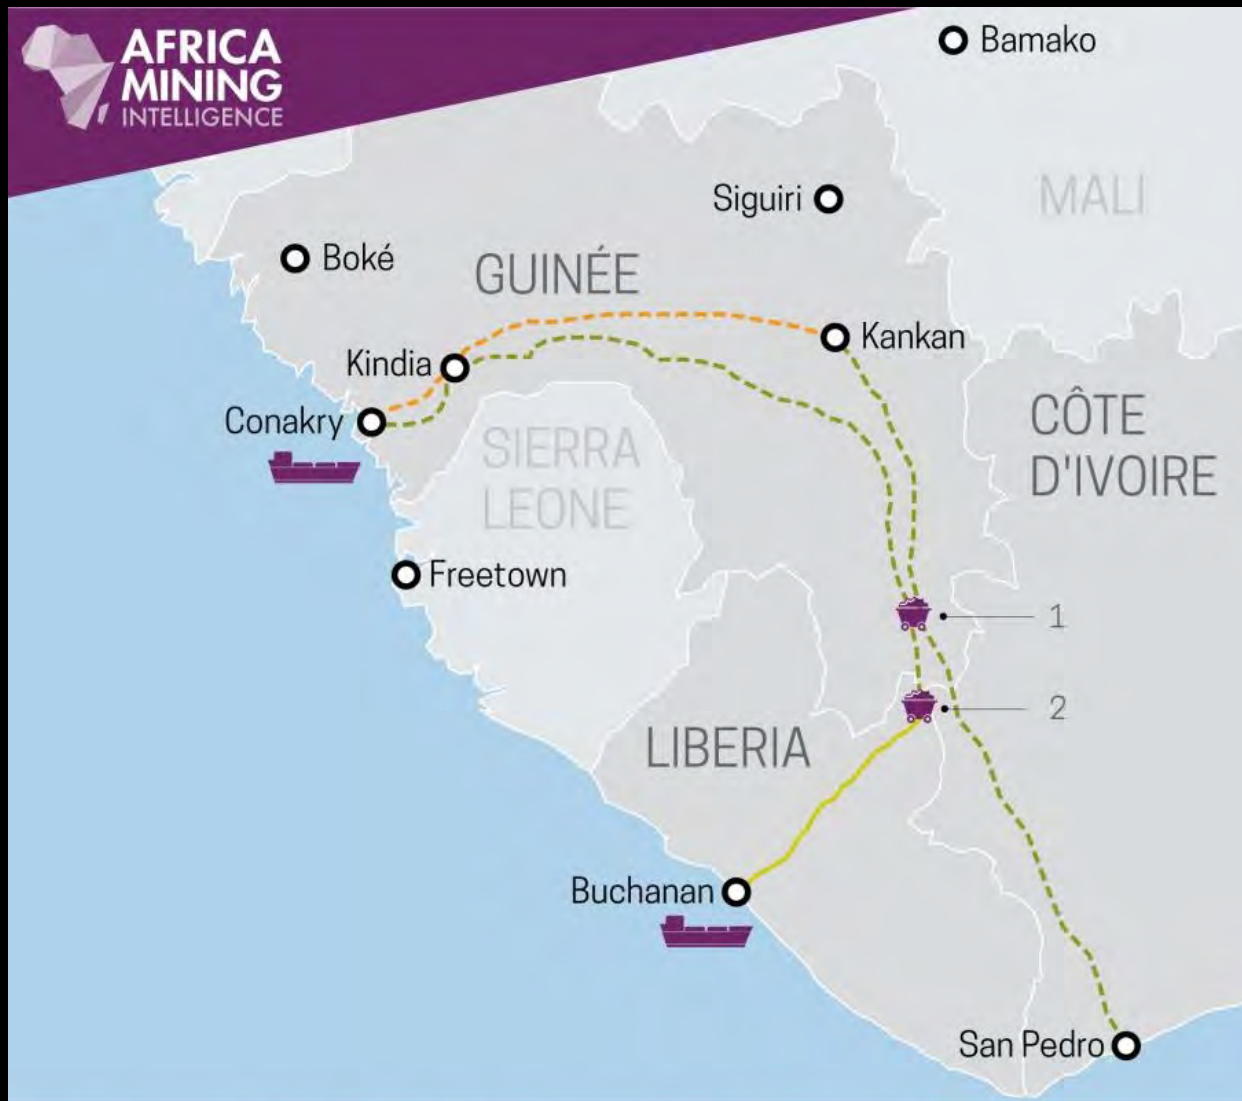 AFRICA
MINING
INTELLIGENCE
Bamako
MALI
Siguiri
Boké
GUINÉE
Kankan
Kindia
CÔTE
D'IVOIRE
Conakry
SIERRA
LEONE
Freetown
1
2
LIBERIA
Buchanan
San Pedro